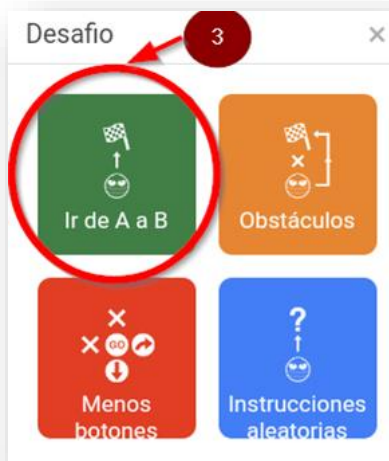 Desafio
3
×
Ir de A a B
Obstáculos
GO
Menos
botones
?
Instrucciones
aleatorias